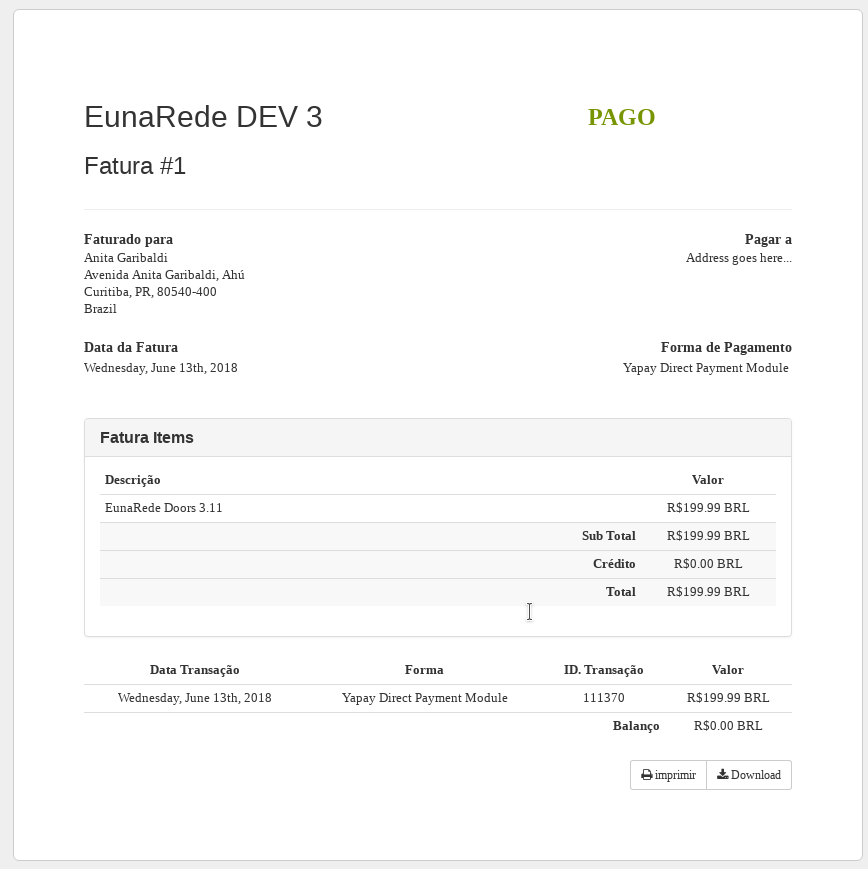 EunaRede DEV 3
PAGO
Fatura #1
Faturado para
Anita Garibaldi
Avenida Anita Garibaldi, Ahú
Curitiba, PR, 80540-400
Brazil
Pagar a
Address goes here...
Data da Fatura
Wednesday, June 13th, 2018
Forma de Pagamento
Yapay Direct Payment Module
Fatura Items
Descrição Valor
EunaRede Doors 3.11 R$199.99 BRL
Sub Total R$199.99 BRL
Crédito R$0.00 BRL
Total R$199.99 BRL
Data Transação Forma ID. Transação Valor
Wednesday, June 13th, 2018 Yapay Direct Payment Module 111370 R$199.99 BRL
Balanço R$0.00 BRL
imprimir Download